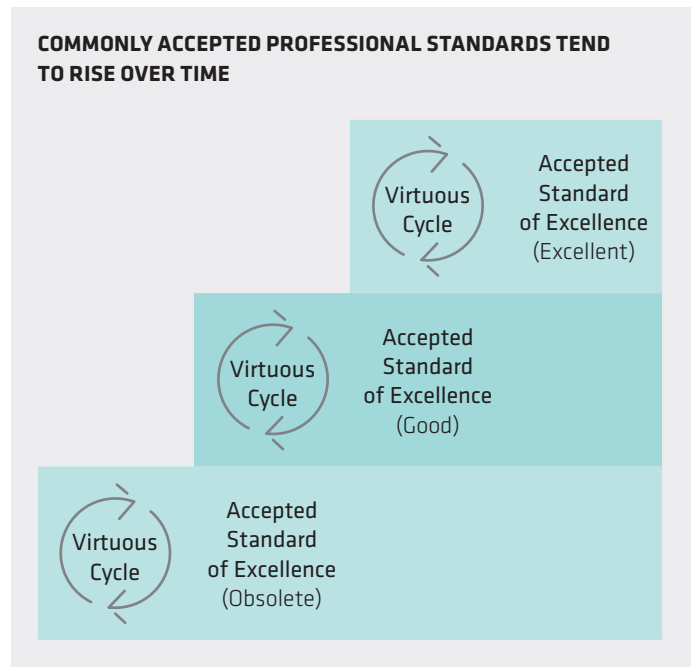 COMMONLY ACCEPTED PROFESSIONAL STANDARDS TEND
TO RISE OVER TIME
Virtuous
Cycle
Accepted
Standard
of Excellence
(Excellent)
Virtuous
Cycle
Accepted
Standard
of Excellence
(Good)
Virtuous
Cycle
Accepted
Standard
of Excellence
(Obsolete)